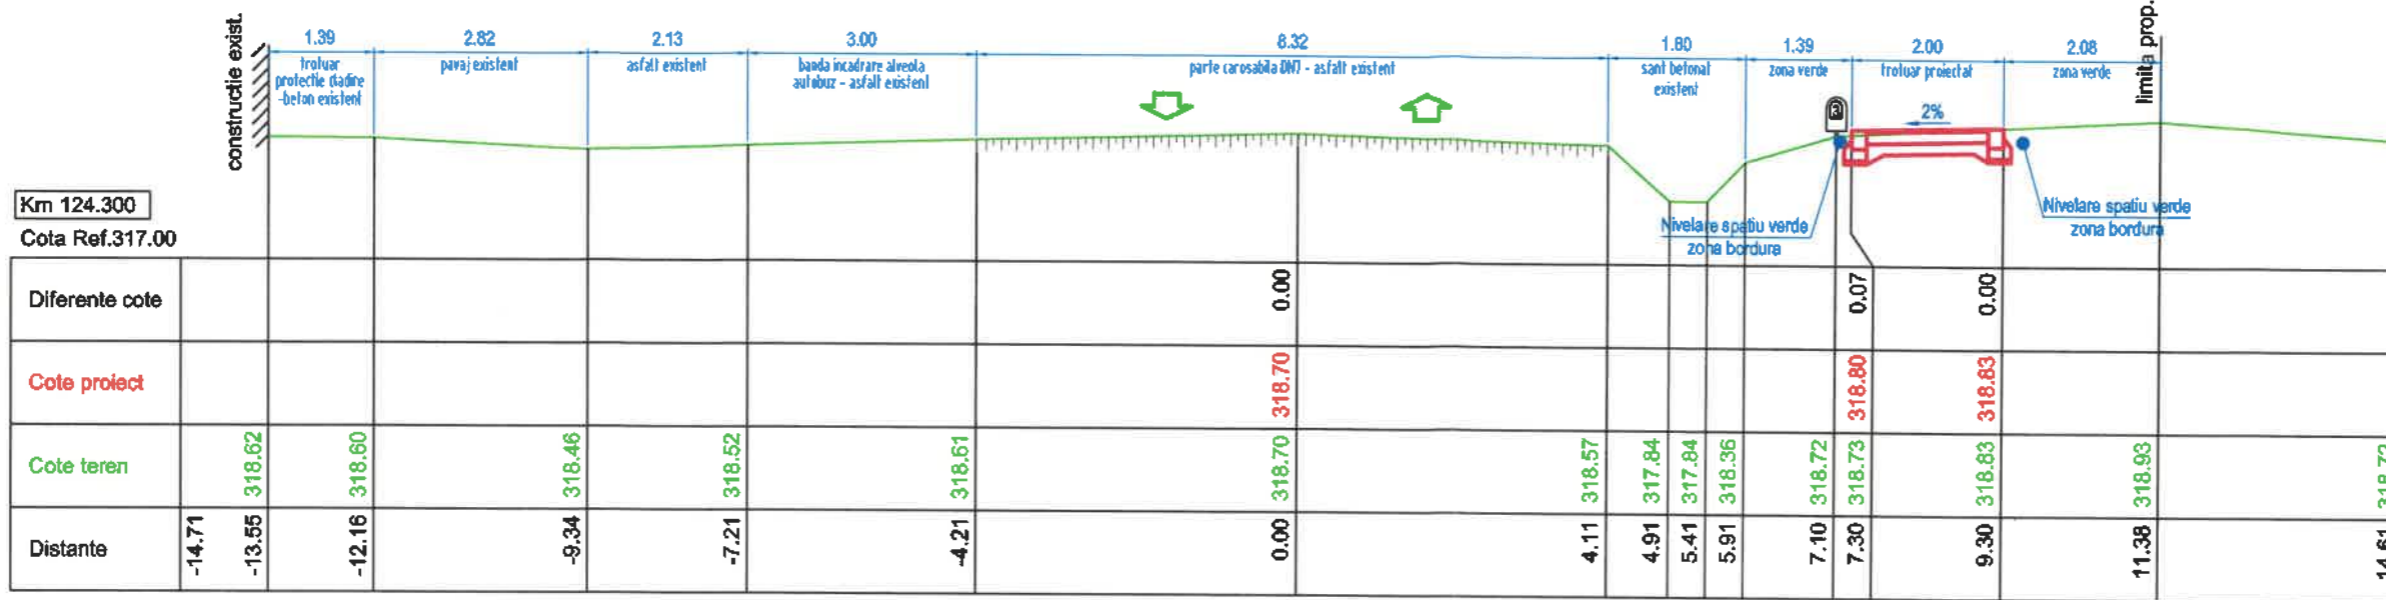 constructie exist.
1.39
trotuar
protectie cladire
-beton existent
2.82
pavaj existent
2.13
asfalt existent
3.00
banda incadrare alveola
autobuz - asfalt existent
8.32
parte carosabila DN7 - asfalt existent
1.80
sant betonat
existent
1.39
zona verde
2.00
trotuar proiectat
2.08
zona verde
limita prop.
2%
Km 124.300
Cota Ref.317.00
Nivelare spatiu verde
zona bordura
Nivelare spatiu verde
zona bordura
Diferente cote
0.00
0.07
0.00
Cote proiect
318.70
318.80
318.83
Cote teren
318.62
318.60
318.46
318.52
318.61
318.70
318.57
317.84
317.84
318.36
318.72
318.73
318.83
318.93
Distante
-14.71
-13.55
-12.16
-9.34
-7.21
-4.21
0.00
4.11
4.91
5.41
5.91
7.10
7.30
9.30
11.38
14.61